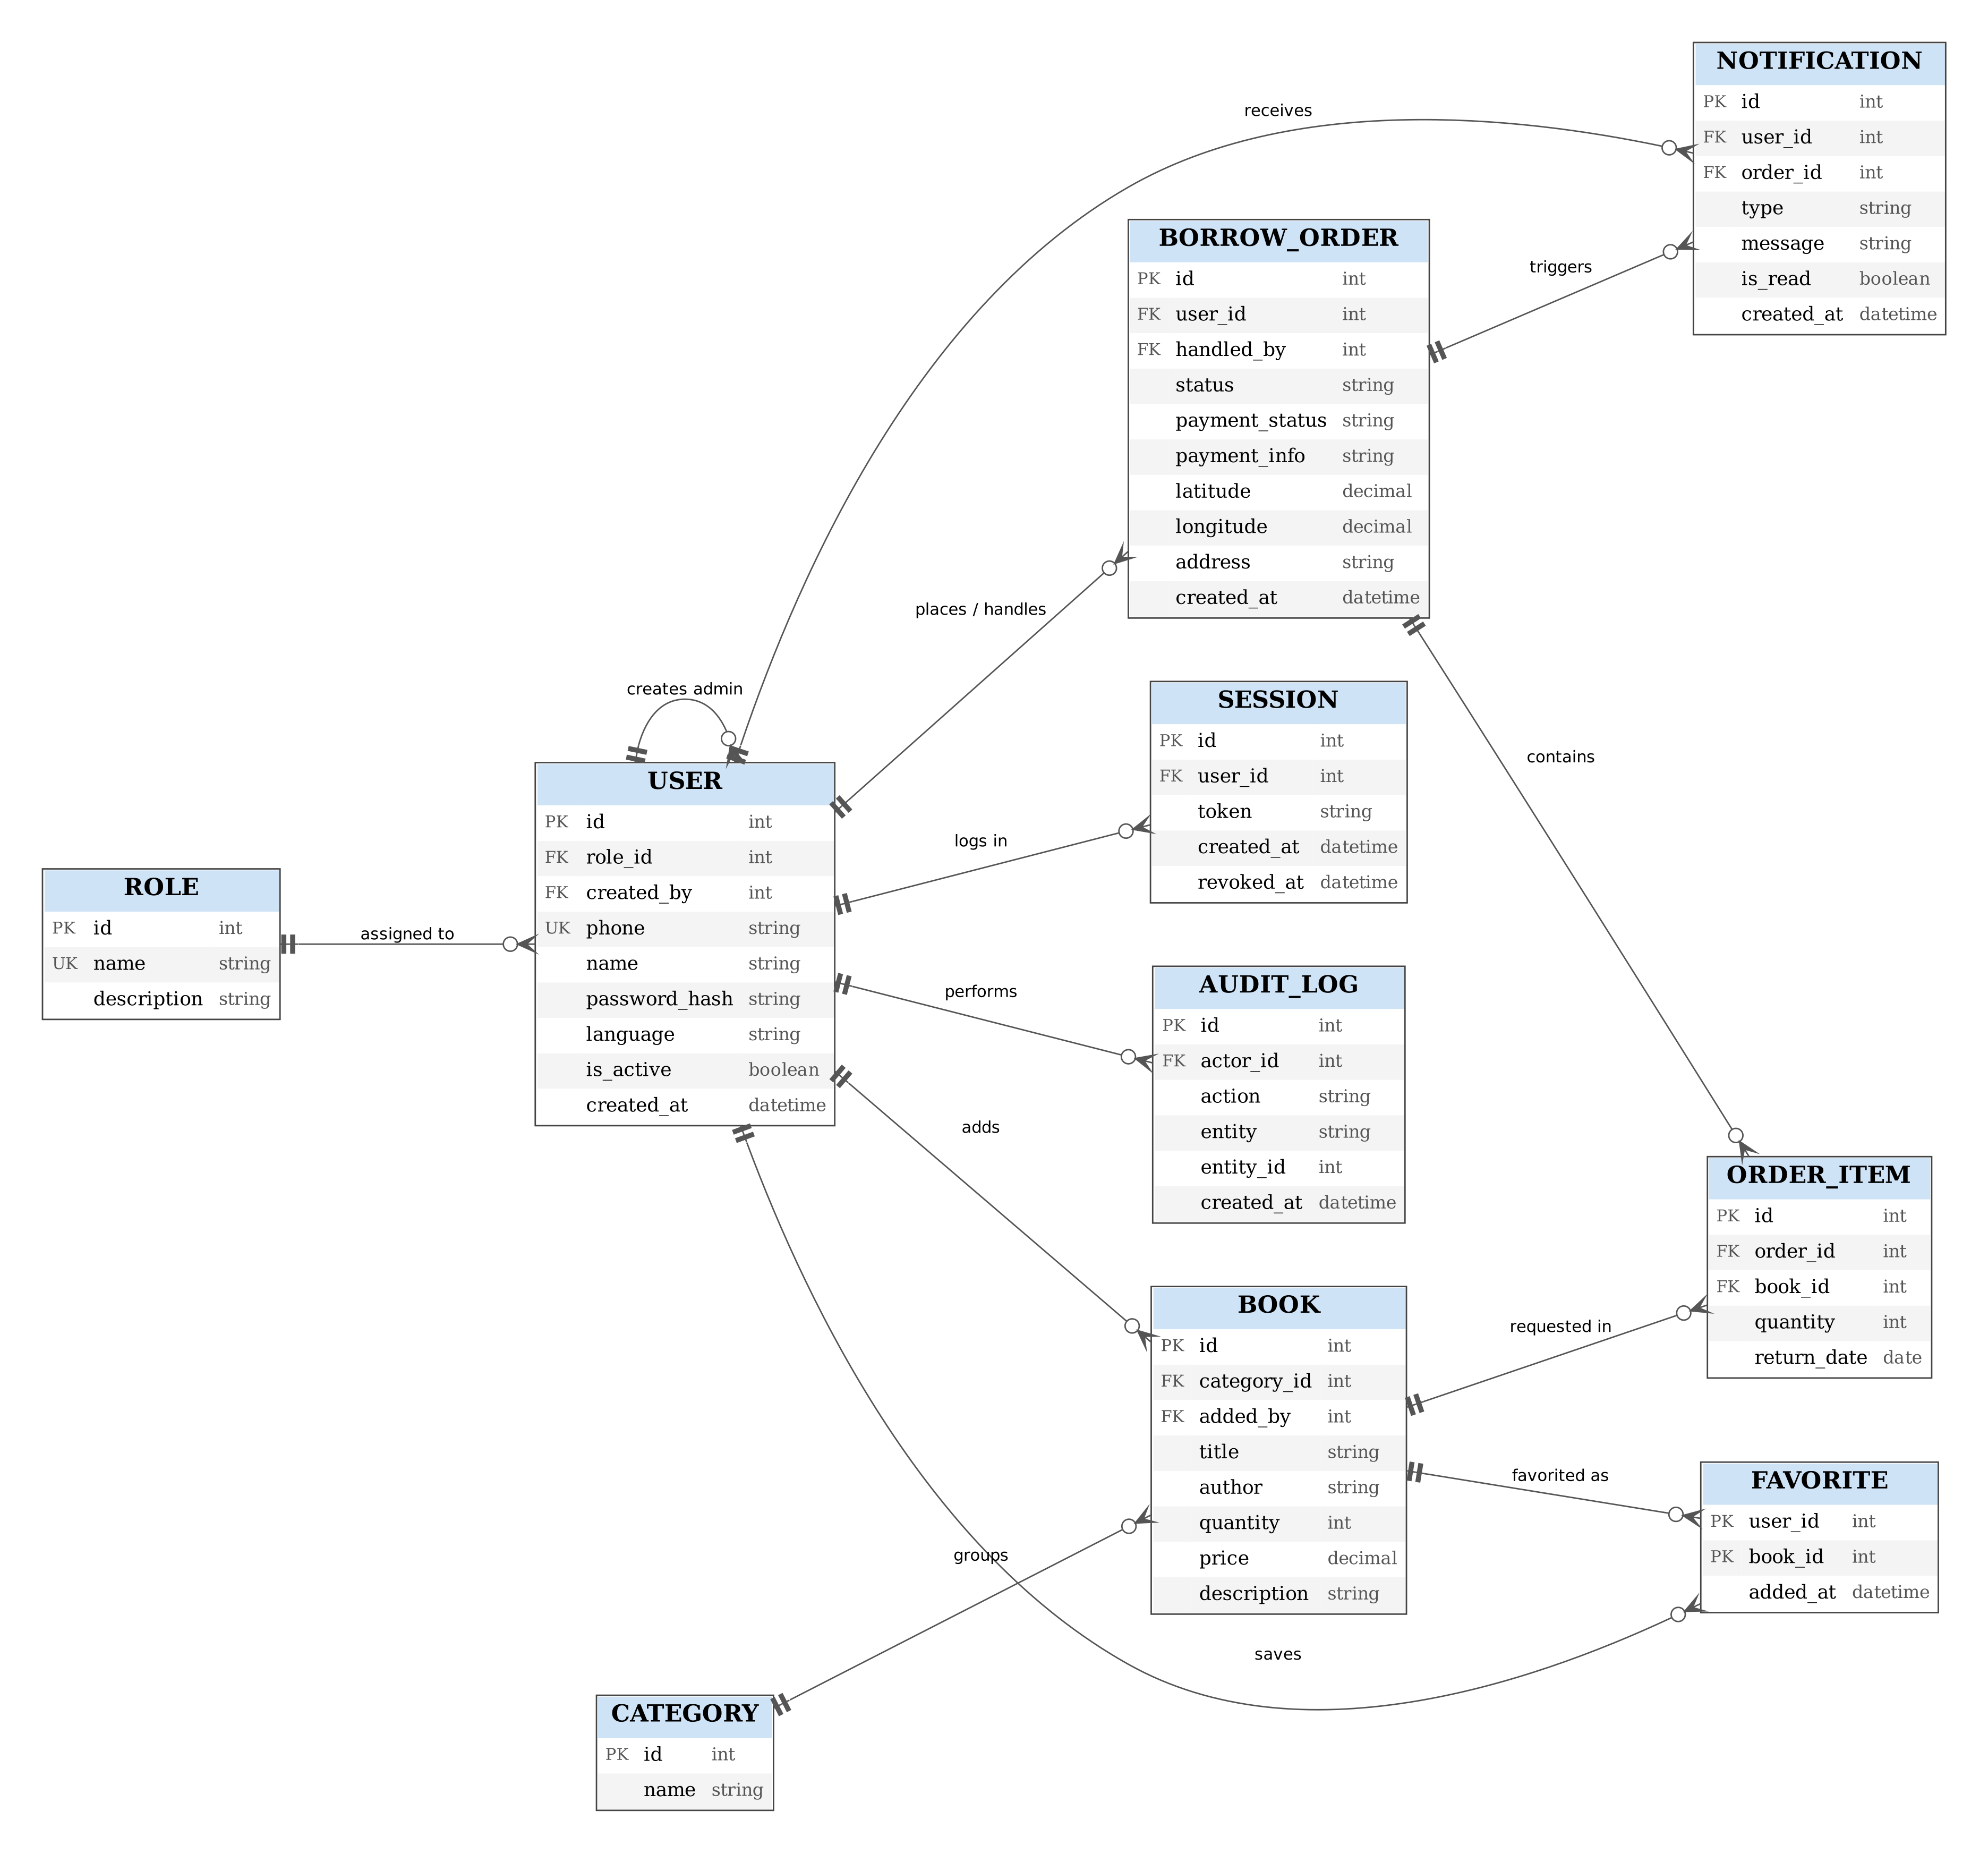 NOTIFICATION
PK id int
FK user_id int
FK order_id int
type string
message string
is_read boolean
created_at datetime
receives
BORROW_ORDER
PK id int
FK user_id int
FK handled_by int
status string
payment_status string
payment_info string
latitude decimal
longitude decimal
address string
created_at datetime
triggers
places / handles
creates admin
SESSION
PK id int
FK user_id int
token string
created_at datetime
revoked_at datetime
contains
USER
PK id int
FK role_id int
FK created_by int
UK phone string
name string
password_hash string
language string
is_active boolean
created_at datetime
logs in
ROLE
PK id int
UK name string
description string
assigned to
performs
AUDIT_LOG
PK id int
FK actor_id int
action string
entity string
entity_id int
created_at datetime
adds
ORDER_ITEM
PK id int
FK order_id int
FK book_id int
quantity int
return_date date
BOOK
PK id int
FK category_id int
FK added_by int
title string
author string
quantity int
price decimal
description string
requested in
favorited as
FAVORITE
PK user_id int
PK book_id int
added_at datetime
groups
saves
CATEGORY
PK id int
name string